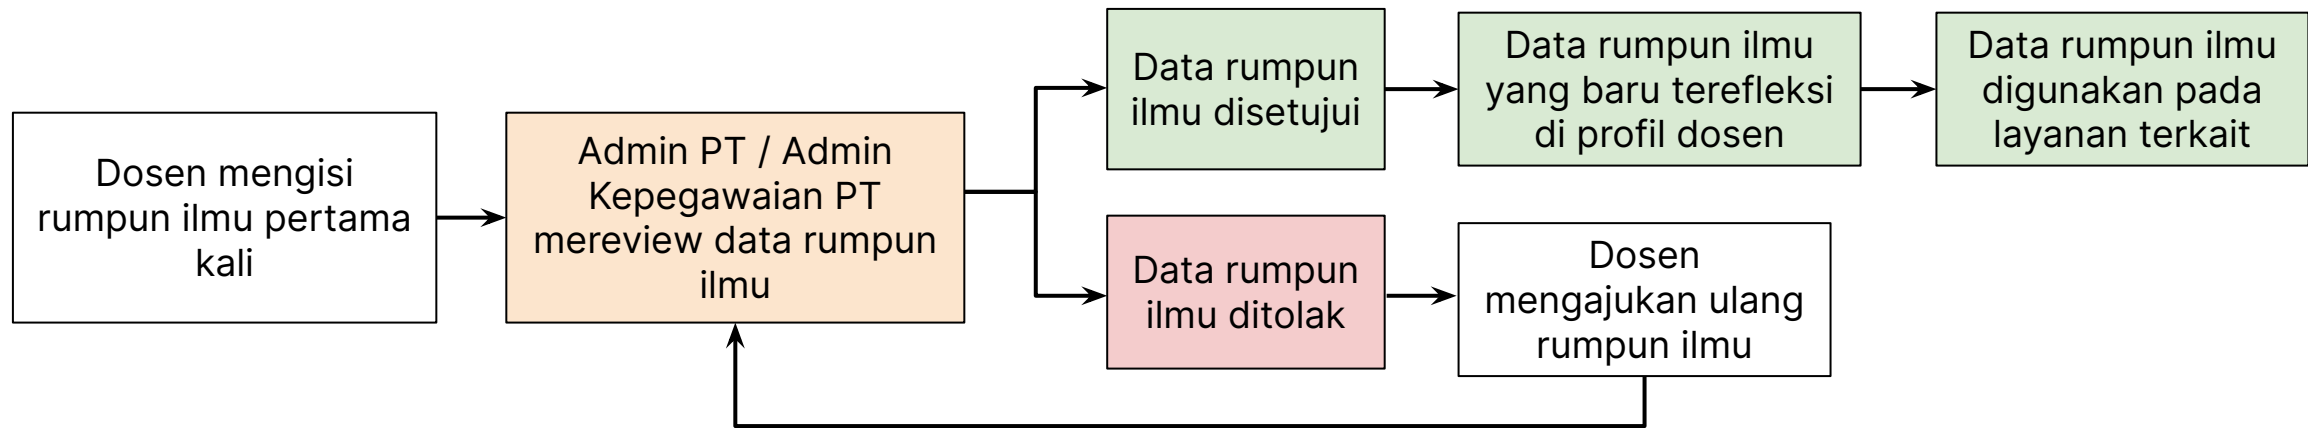 Dosen mengisi
rumpun ilmu pertama
kali
Admin PT / Admin
Kepegawaian PT
mereview data rumpun
ilmu
Data rumpun
ilmu disetujui
Data rumpun ilmu
yang baru terefleksi
di profil dosen
Data rumpun ilmu
digunakan pada
layanan terkait
Data rumpun
ilmu ditolak
Dosen
mengajukan ulang
rumpun ilmu